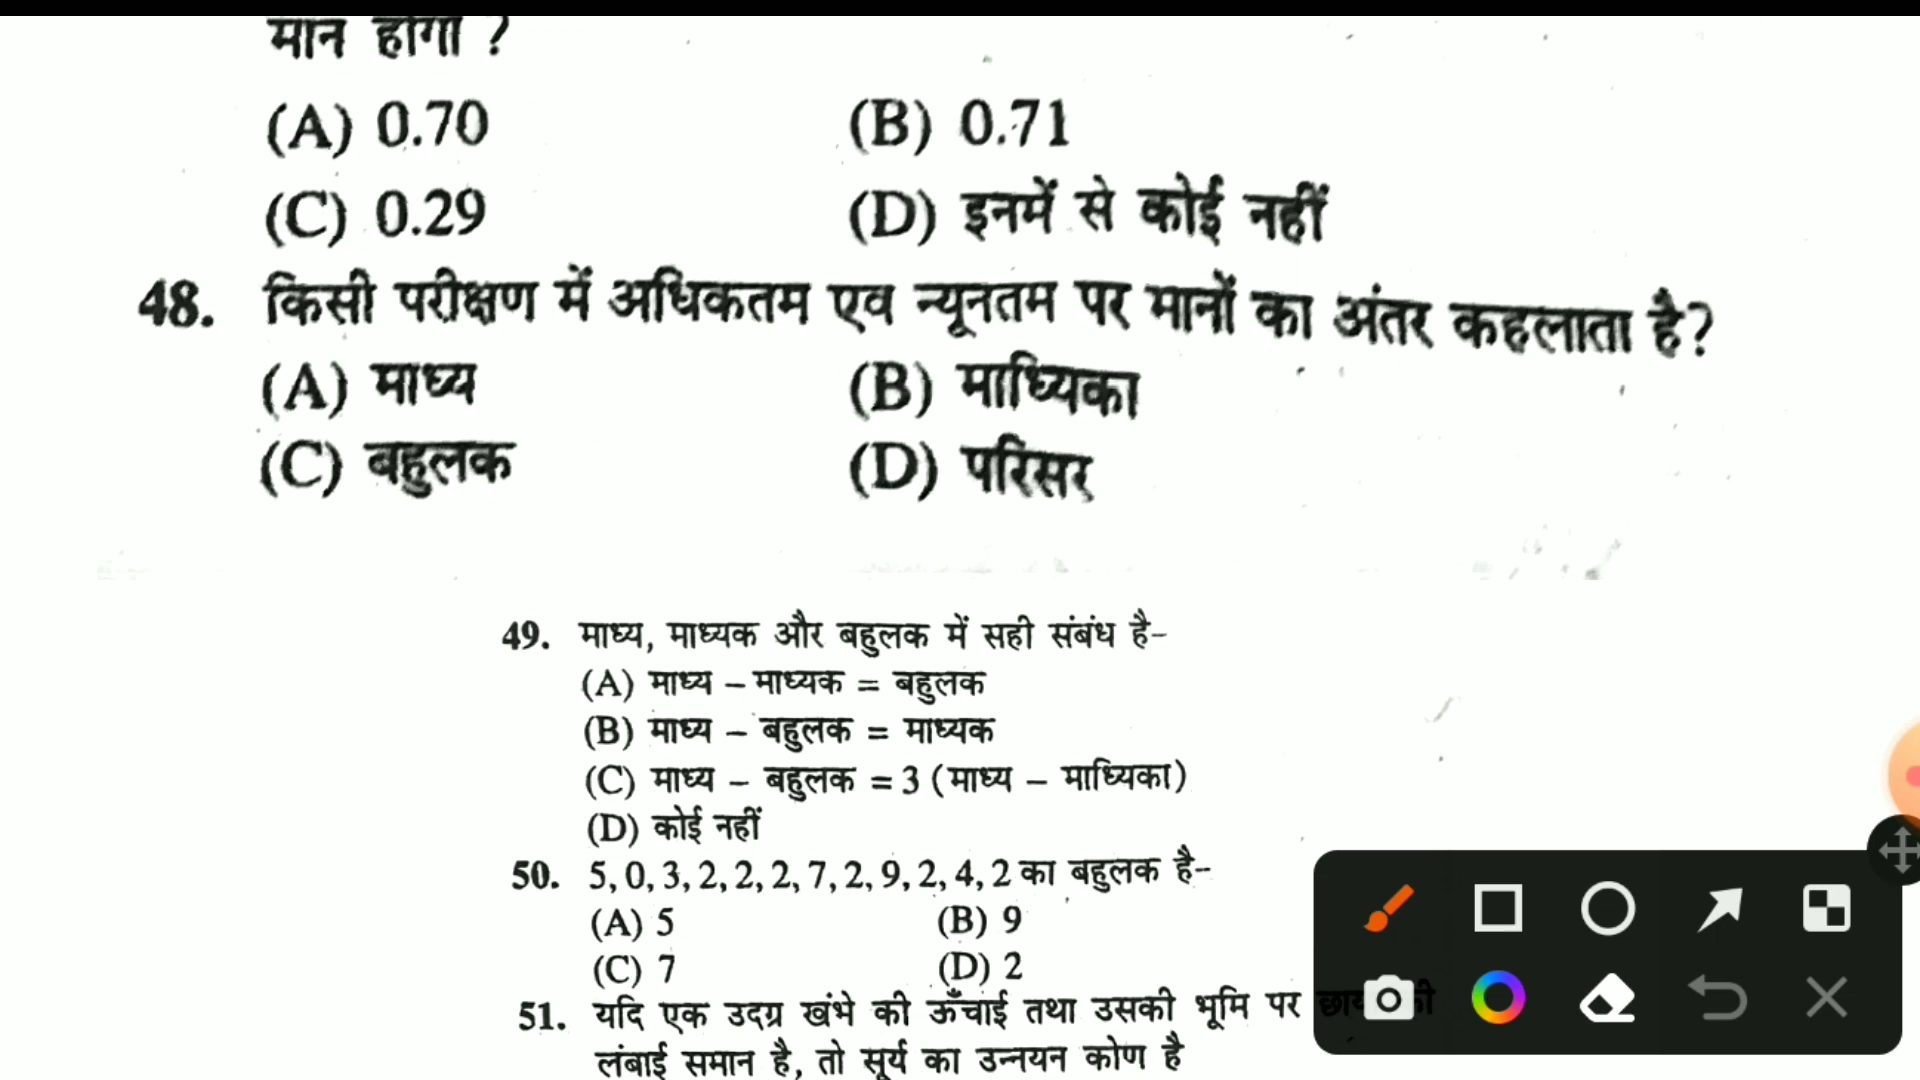 मान होगा ?
(A) 0.70 (B) 0.71
(C) 0.29 (D) इनमें से कोई नहीं
48. किसी परीक्षण में अधिकतम एव न्यूनतम पर मानों का अंतर कहलाता है?
(A) माध्य (B) माध्यिका
(C) बहुलक (D) परिसर
49. माध्य, माध्यक और बहुलक में सही संबंध है–
(A) माध्य – माध्यक = बहुलक
(B) माध्य – बहुलक = माध्यक
(C) माध्य – बहुलक = 3 (माध्य – माध्यिका)
(D) कोई नहीं
50. 5, 0, 3, 2, 2, 2, 7, 2, 9, 2, 4, 2 का बहुलक है–
(A) 5 (B) 9
(C) 7 (D) 2
51. यदि एक उदग्र खंभे की ऊँचाई तथा उसकी भूमि पर
लंबाई समान है, तो सूर्य का उन्नयन कोण है